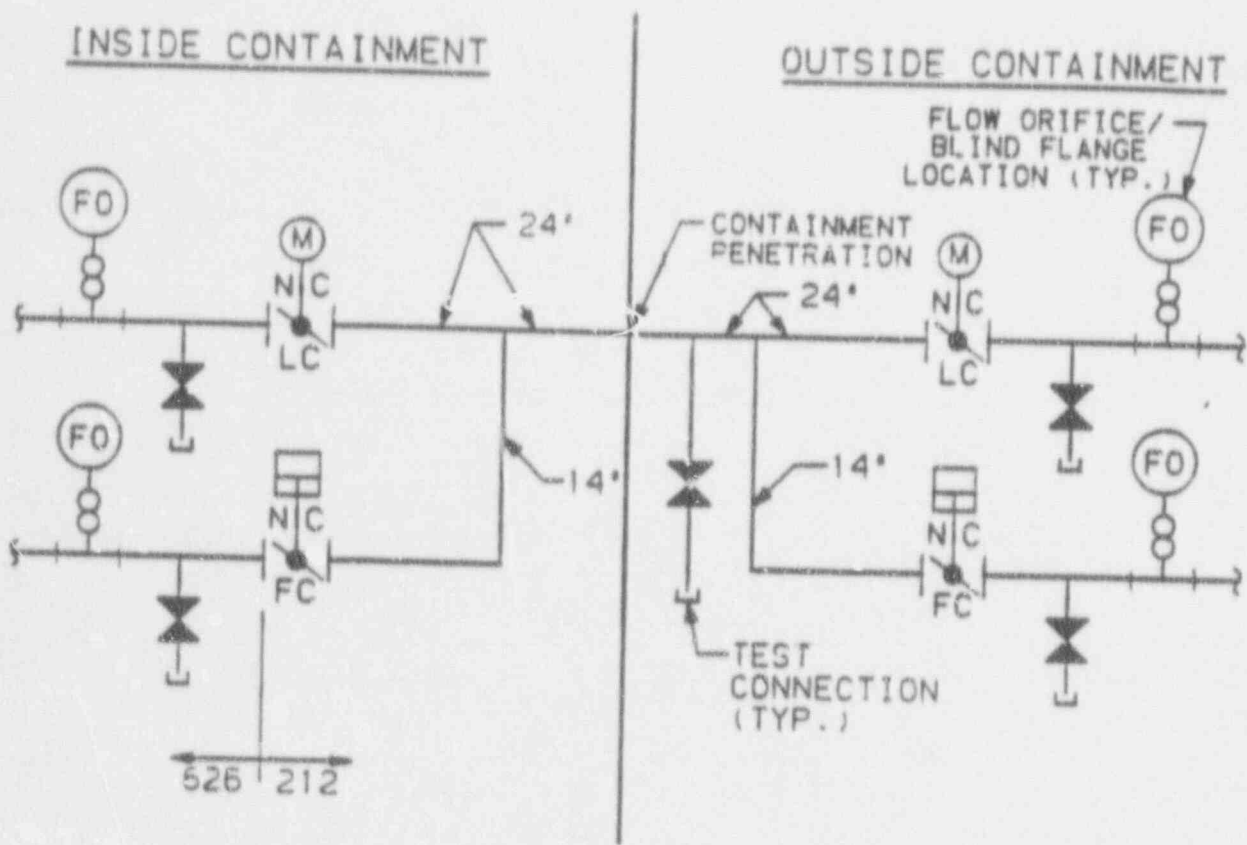 INSIDE CONTAINMENT
OUTSIDE CONTAINMENT
FLOW ORIFICE/
BLIND FLANGE
LOCATION (TYP.)
FO
M
N C
LC
24"
CONTAINMENT
PENETRATION
24"
M
N C
LC
FO
FO
N C
FC
14"
14"
N C
FC
FO
TEST
CONNECTION
(TYP.)
526 212